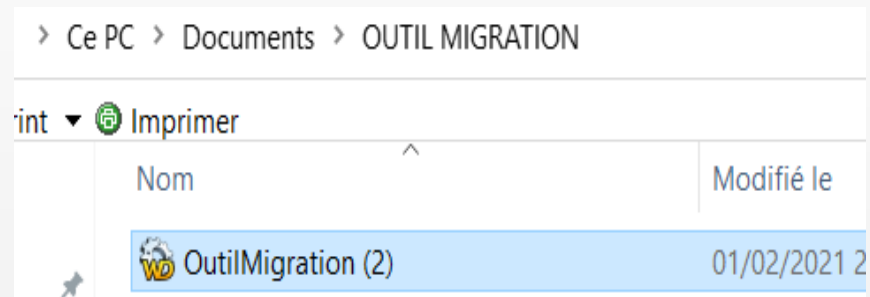 Ce PC > Documents > OUTIL MIGRATION
rint Imprimer
Nom Modifié le
OutilMigration (2) 01/02/2021 2